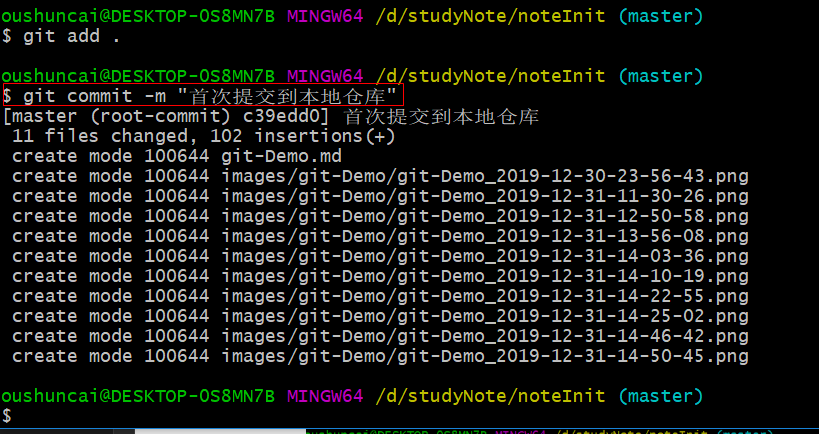 oushuncai@DESKTOP-OS8MN7B MINGW64 /d/studyNote/noteInit (master)
$ git add .
oushuncai@DESKTOP-OS8MN7B MINGW64 /d/studyNote/noteInit (master)
$ git commit -m "首次提交到本地仓库"
[master (root-commit) c39edd0] 首次提交到本地仓库
 11 files changed, 102 insertions(+)
 create mode 100644 git-Demo.md
 create mode 100644 images/git-Demo/git-Demo_2019-12-30-23-56-43.png
 create mode 100644 images/git-Demo/git-Demo_2019-12-31-11-30-26.png
 create mode 100644 images/git-Demo/git-Demo_2019-12-31-12-50-58.png
 create mode 100644 images/git-Demo/git-Demo_2019-12-31-13-56-08.png
 create mode 100644 images/git-Demo/git-Demo_2019-12-31-14-03-36.png
 create mode 100644 images/git-Demo/git-Demo_2019-12-31-14-10-19.png
 create mode 100644 images/git-Demo/git-Demo_2019-12-31-14-22-55.png
 create mode 100644 images/git-Demo/git-Demo_2019-12-31-14-25-02.png
 create mode 100644 images/git-Demo/git-Demo_2019-12-31-14-46-42.png
 create mode 100644 images/git-Demo/git-Demo_2019-12-31-14-50-45.png
oushuncai@DESKTOP-OS8MN7B MINGW64 /d/studyNote/noteInit (master)
$